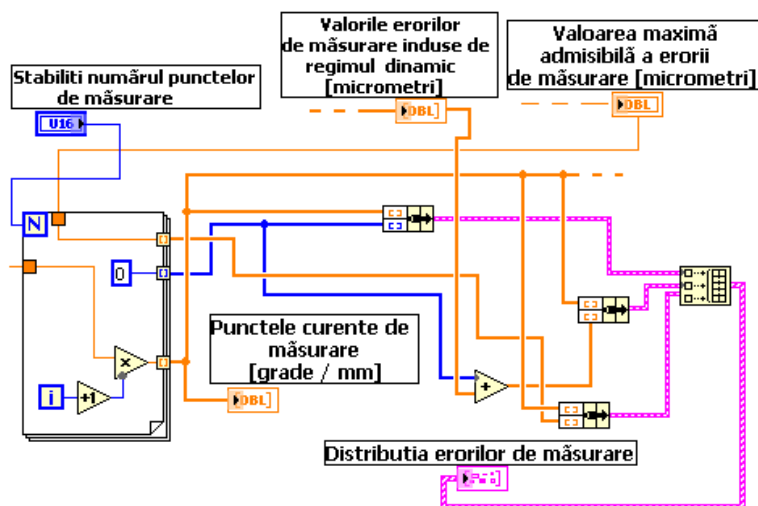 Valorile erorilor
de măsurare induse de
regimul dinamic
[micrometri]
DBL
Valoarea maximă
admisibilă a erorii
de măsurare [micrometri]
DBL
Stabiliti numărul punctelor
de măsurare
U16
N
0
i
+1
x
Punctele curente de
măsurare
[grade / mm]
DBL
+
Distributia erorilor de măsurare